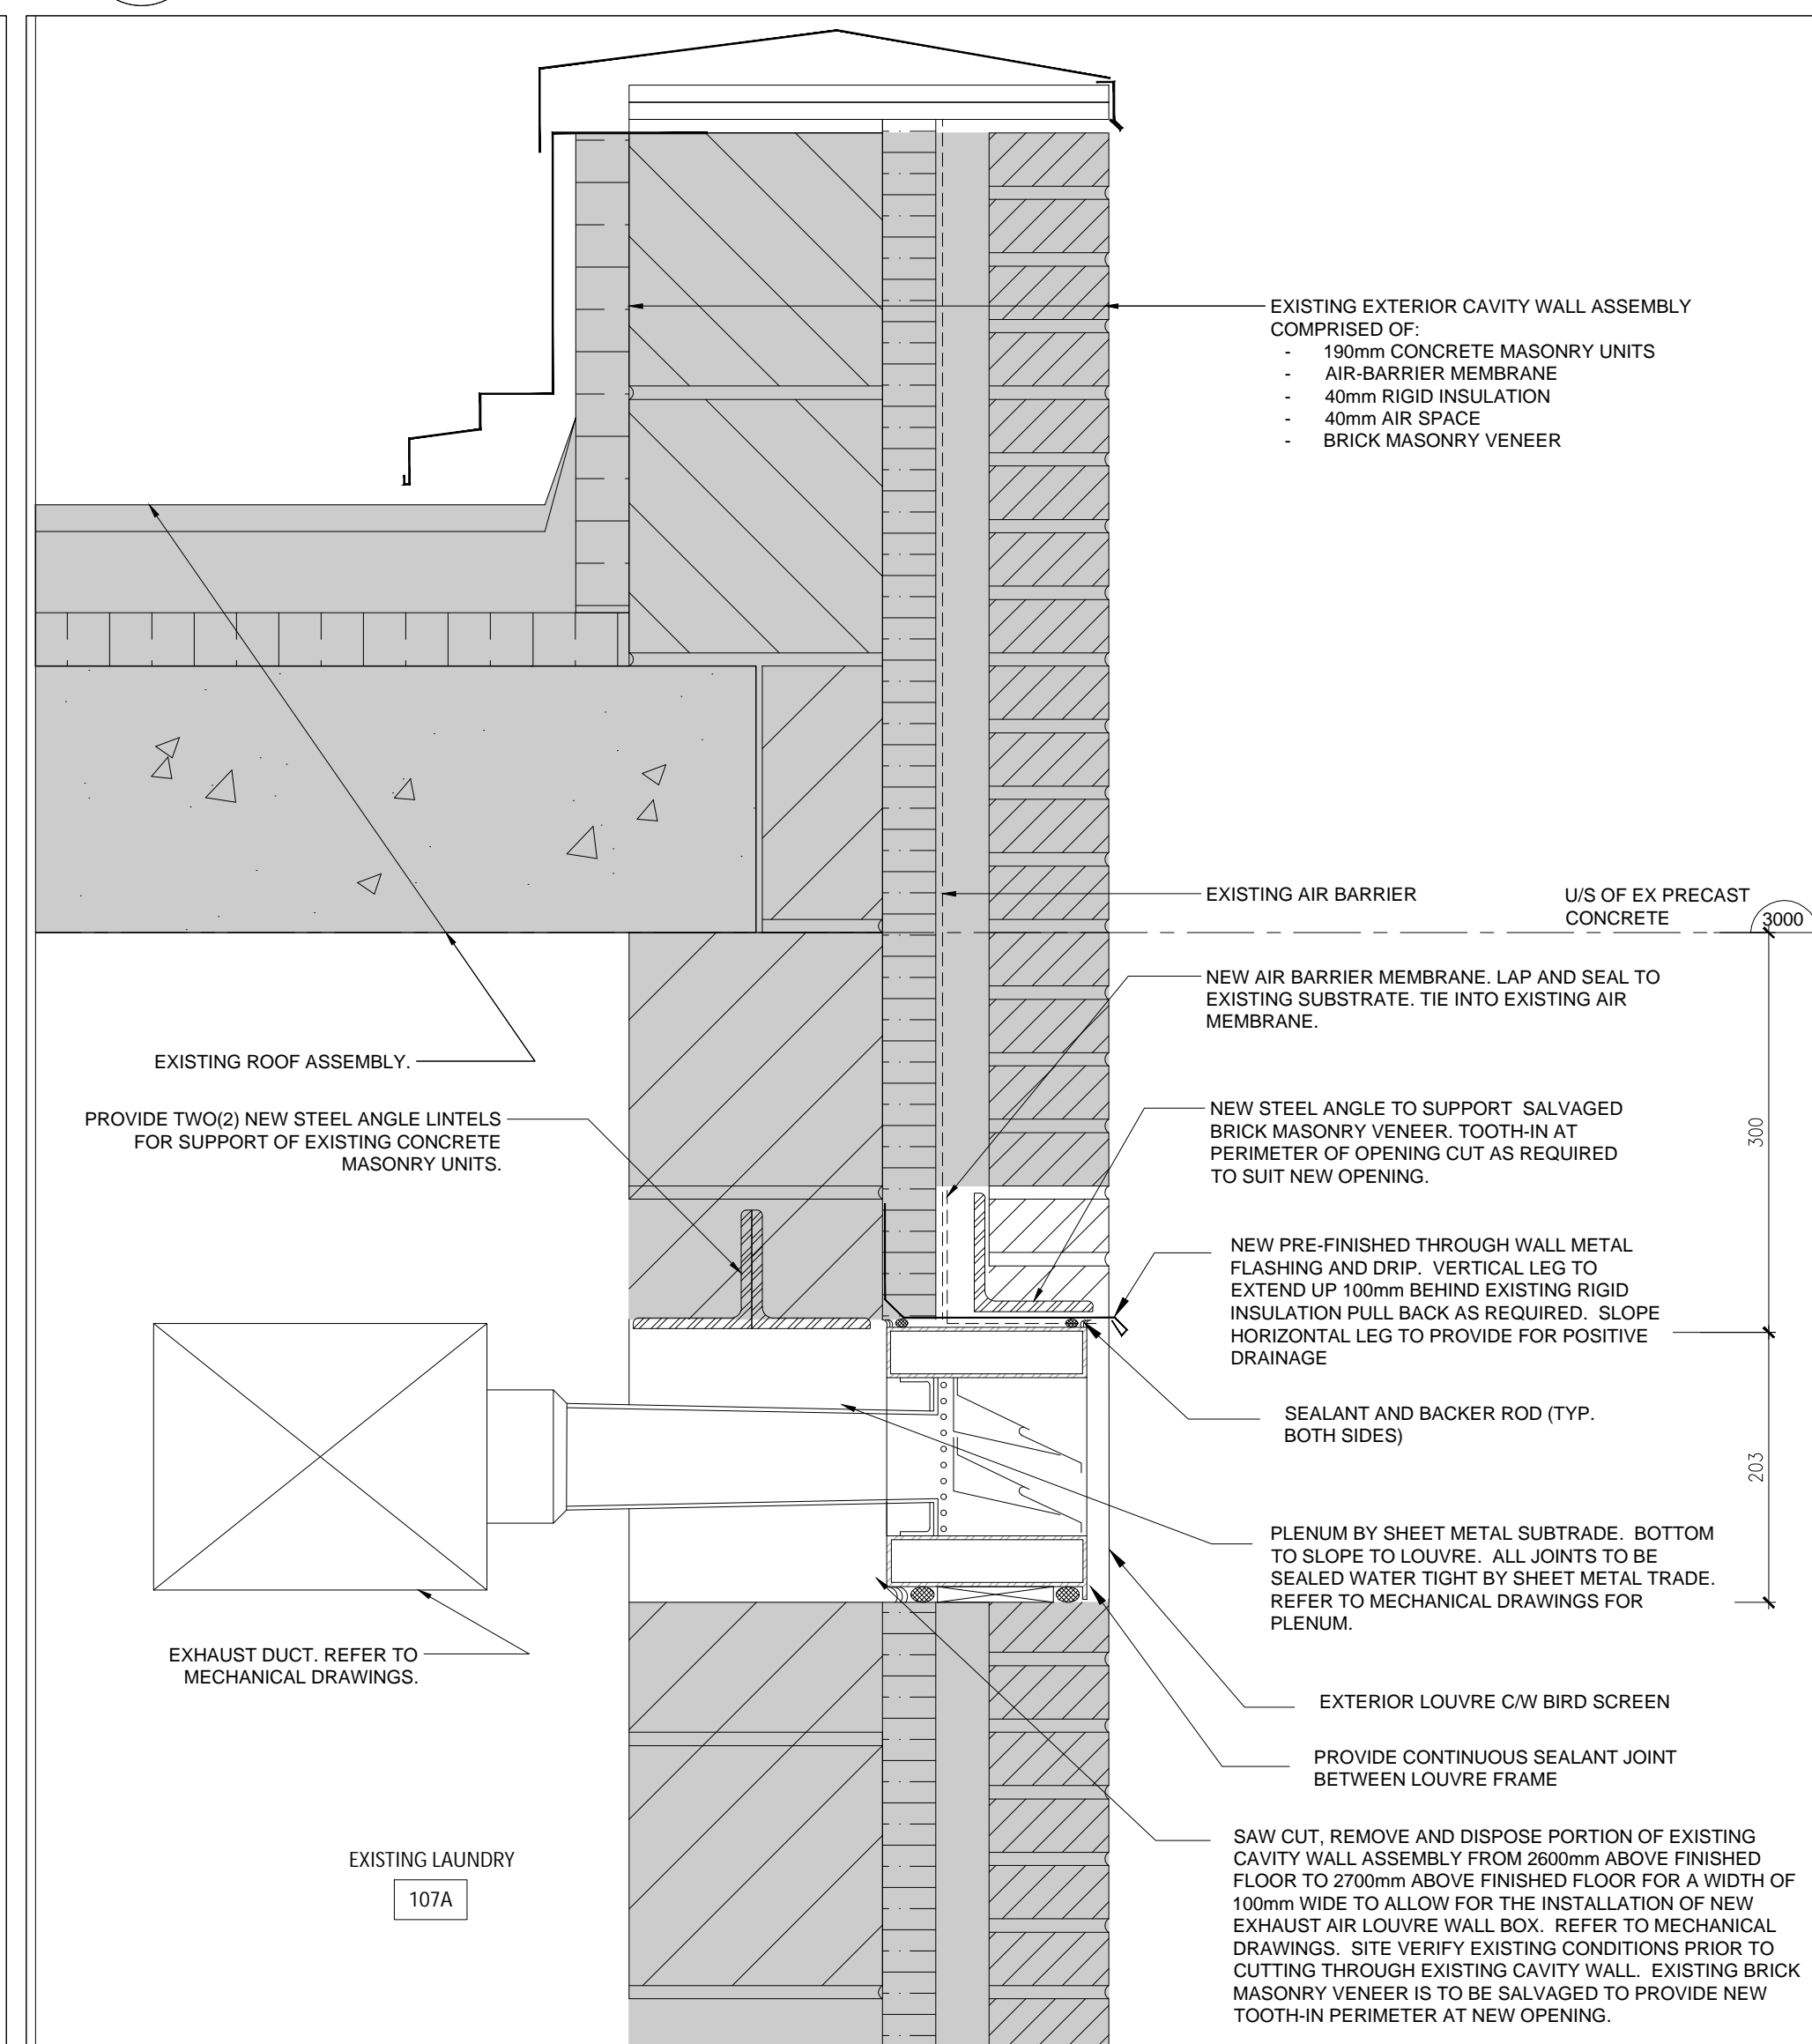 EXISTING EXTERIOR CAVITY WALL ASSEMBLY
COMPRISED OF:
- 190mm CONCRETE MASONRY UNITS
- AIR-BARRIER MEMBRANE
- 40mm RIGID INSULATION
- 40mm AIR SPACE
- BRICK MASONRY VENEER
EXISTING AIR BARRIER
U/S OF EX PRECAST
CONCRETE
3000
NEW AIR BARRIER MEMBRANE. LAP AND SEAL TO
EXISTING SUBSTRATE. TIE INTO EXISTING AIR
MEMBRANE.
EXISTING ROOF ASSEMBLY.
PROVIDE TWO(2) NEW STEEL ANGLE LINTELS
FOR SUPPORT OF EXISTING CONCRETE
MASONRY UNITS.
NEW STEEL ANGLE TO SUPPORT SALVAGED
BRICK MASONRY VENEER. TOOTH-IN AT
PERIMETER OF OPENING CUT AS REQUIRED
TO SUIT NEW OPENING.
300
NEW PRE-FINISHED THROUGH WALL METAL
FLASHING AND DRIP. VERTICAL LEG TO
EXTEND UP 100mm BEHIND EXISTING RIGID
INSULATION PULL BACK AS REQUIRED. SLOPE
HORIZONTAL LEG TO PROVIDE FOR POSITIVE
DRAINAGE
SEALANT AND BACKER ROD (TYP.
BOTH SIDES)
203
PLENUM BY SHEET METAL SUBTRADE. BOTTOM
TO SLOPE TO LOUVRE. ALL JOINTS TO BE
SEALED WATER TIGHT BY SHEET METAL TRADE.
REFER TO MECHANICAL DRAWINGS FOR
PLENUM.
EXHAUST DUCT. REFER TO
MECHANICAL DRAWINGS.
EXTERIOR LOUVRE C/W BIRD SCREEN
PROVIDE CONTINUOUS SEALANT JOINT
BETWEEN LOUVRE FRAME
EXISTING LAUNDRY
107A
SAW CUT, REMOVE AND DISPOSE PORTION OF EXISTING
CAVITY WALL ASSEMBLY FROM 2600mm ABOVE FINISHED
FLOOR TO 2700mm ABOVE FINISHED FLOOR FOR A WIDTH OF
100mm WIDE TO ALLOW FOR THE INSTALLATION OF NEW
EXHAUST AIR LOUVRE WALL BOX. REFER TO MECHANICAL
DRAWINGS. SITE VERIFY EXISTING CONDITIONS PRIOR TO
CUTTING THROUGH EXISTING CAVITY WALL. EXISTING BRICK
MASONRY VENEER IS TO BE SALVAGED TO PROVIDE NEW
TOOTH-IN PERIMETER AT NEW OPENING.